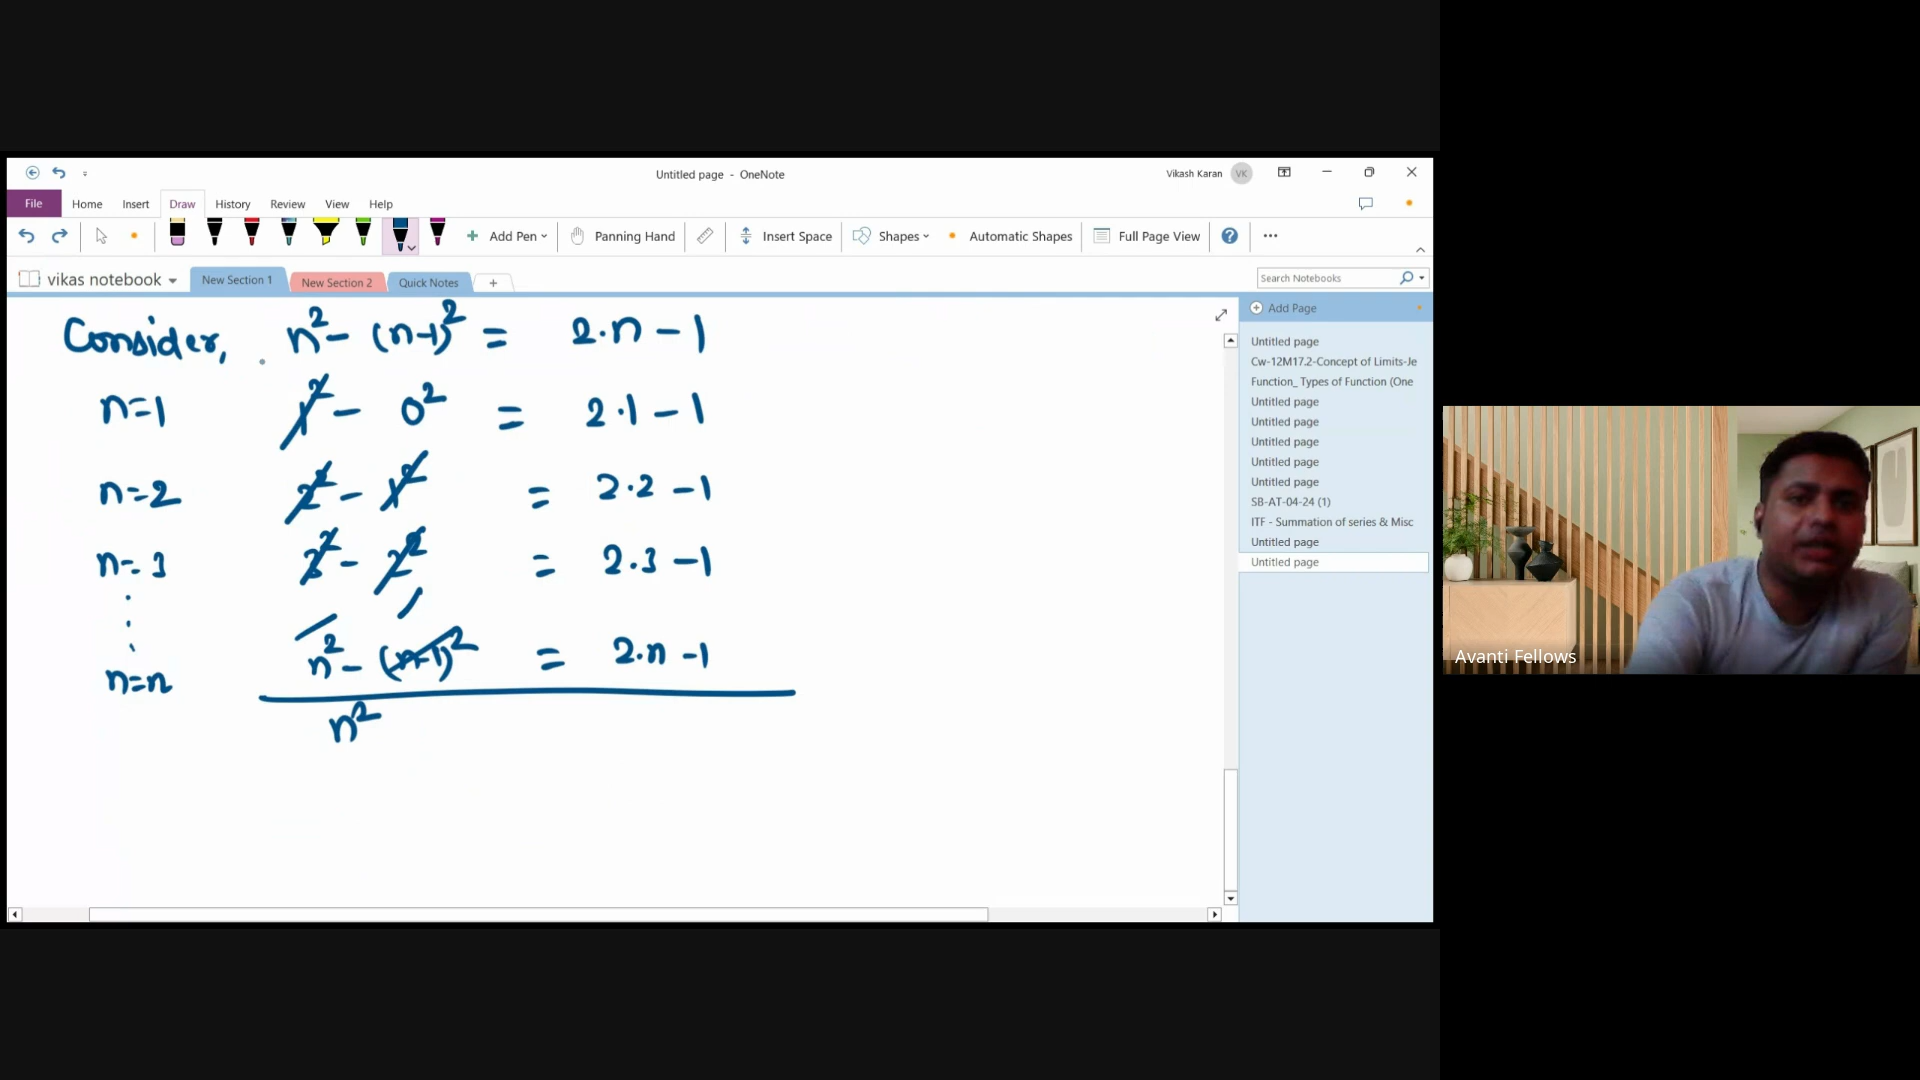 Untitled page - OneNote
Vikash Karan VK
File Home Insert Draw History Review View Help
Add Pen Panning Hand Insert Space Shapes Automatic Shapes Full Page View ? ...
vikas notebook New Section 1 New Section 2 Quick Notes +
Search Notebooks
Consider, n² - (n-1)² = 2·n - 1
n=1 1² - 0² = 2·1 - 1
n=2 2² - 1² = 2·2 - 1
n=3 3² - 2² = 2·3 - 1
n=n n² - (n-1)² = 2·n - 1
n²
Add Page
Untitled page
Cw-12M17.2-Concept of Limits-Je
Function_ Types of Function (One
Untitled page
Untitled page
Untitled page
Untitled page
Untitled page
SB-AT-04-24 (1)
ITF - Summation of series & Misc
Untitled page
Untitled page
Avanti Fellows